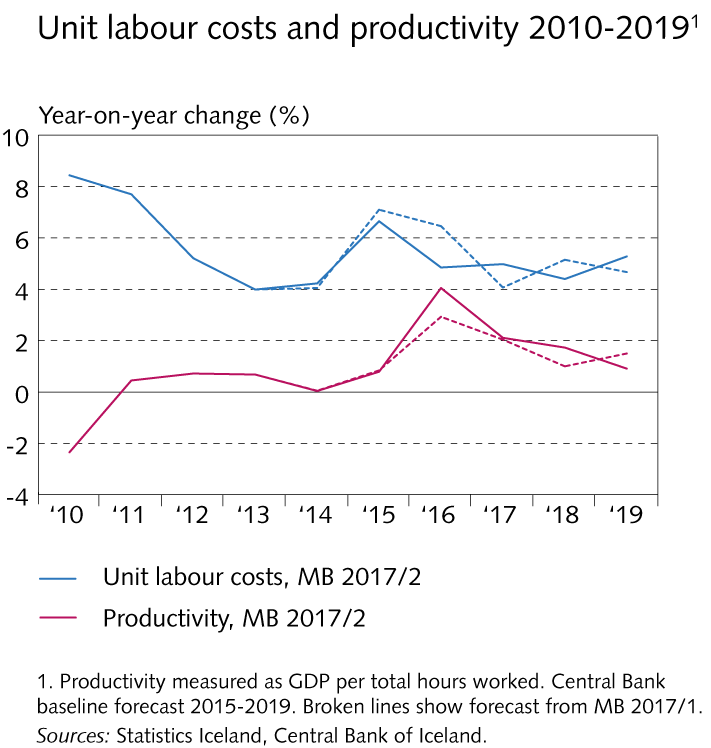 Unit labour costs and productivity 2010-2019¹
Year-on-year change (%)
10
8
6
4
2
0
-2
-4
‘10 ‘11 ‘12 ‘13 ‘14 ‘15 ‘16 ‘17 ‘18 ‘19
Unit labour costs, MB 2017/2
Productivity, MB 2017/2
1. Productivity measured as GDP per total hours worked. Central Bank
baseline forecast 2015-2019. Broken lines show forecast from MB 2017/1.
Sources: Statistics Iceland, Central Bank of Iceland.